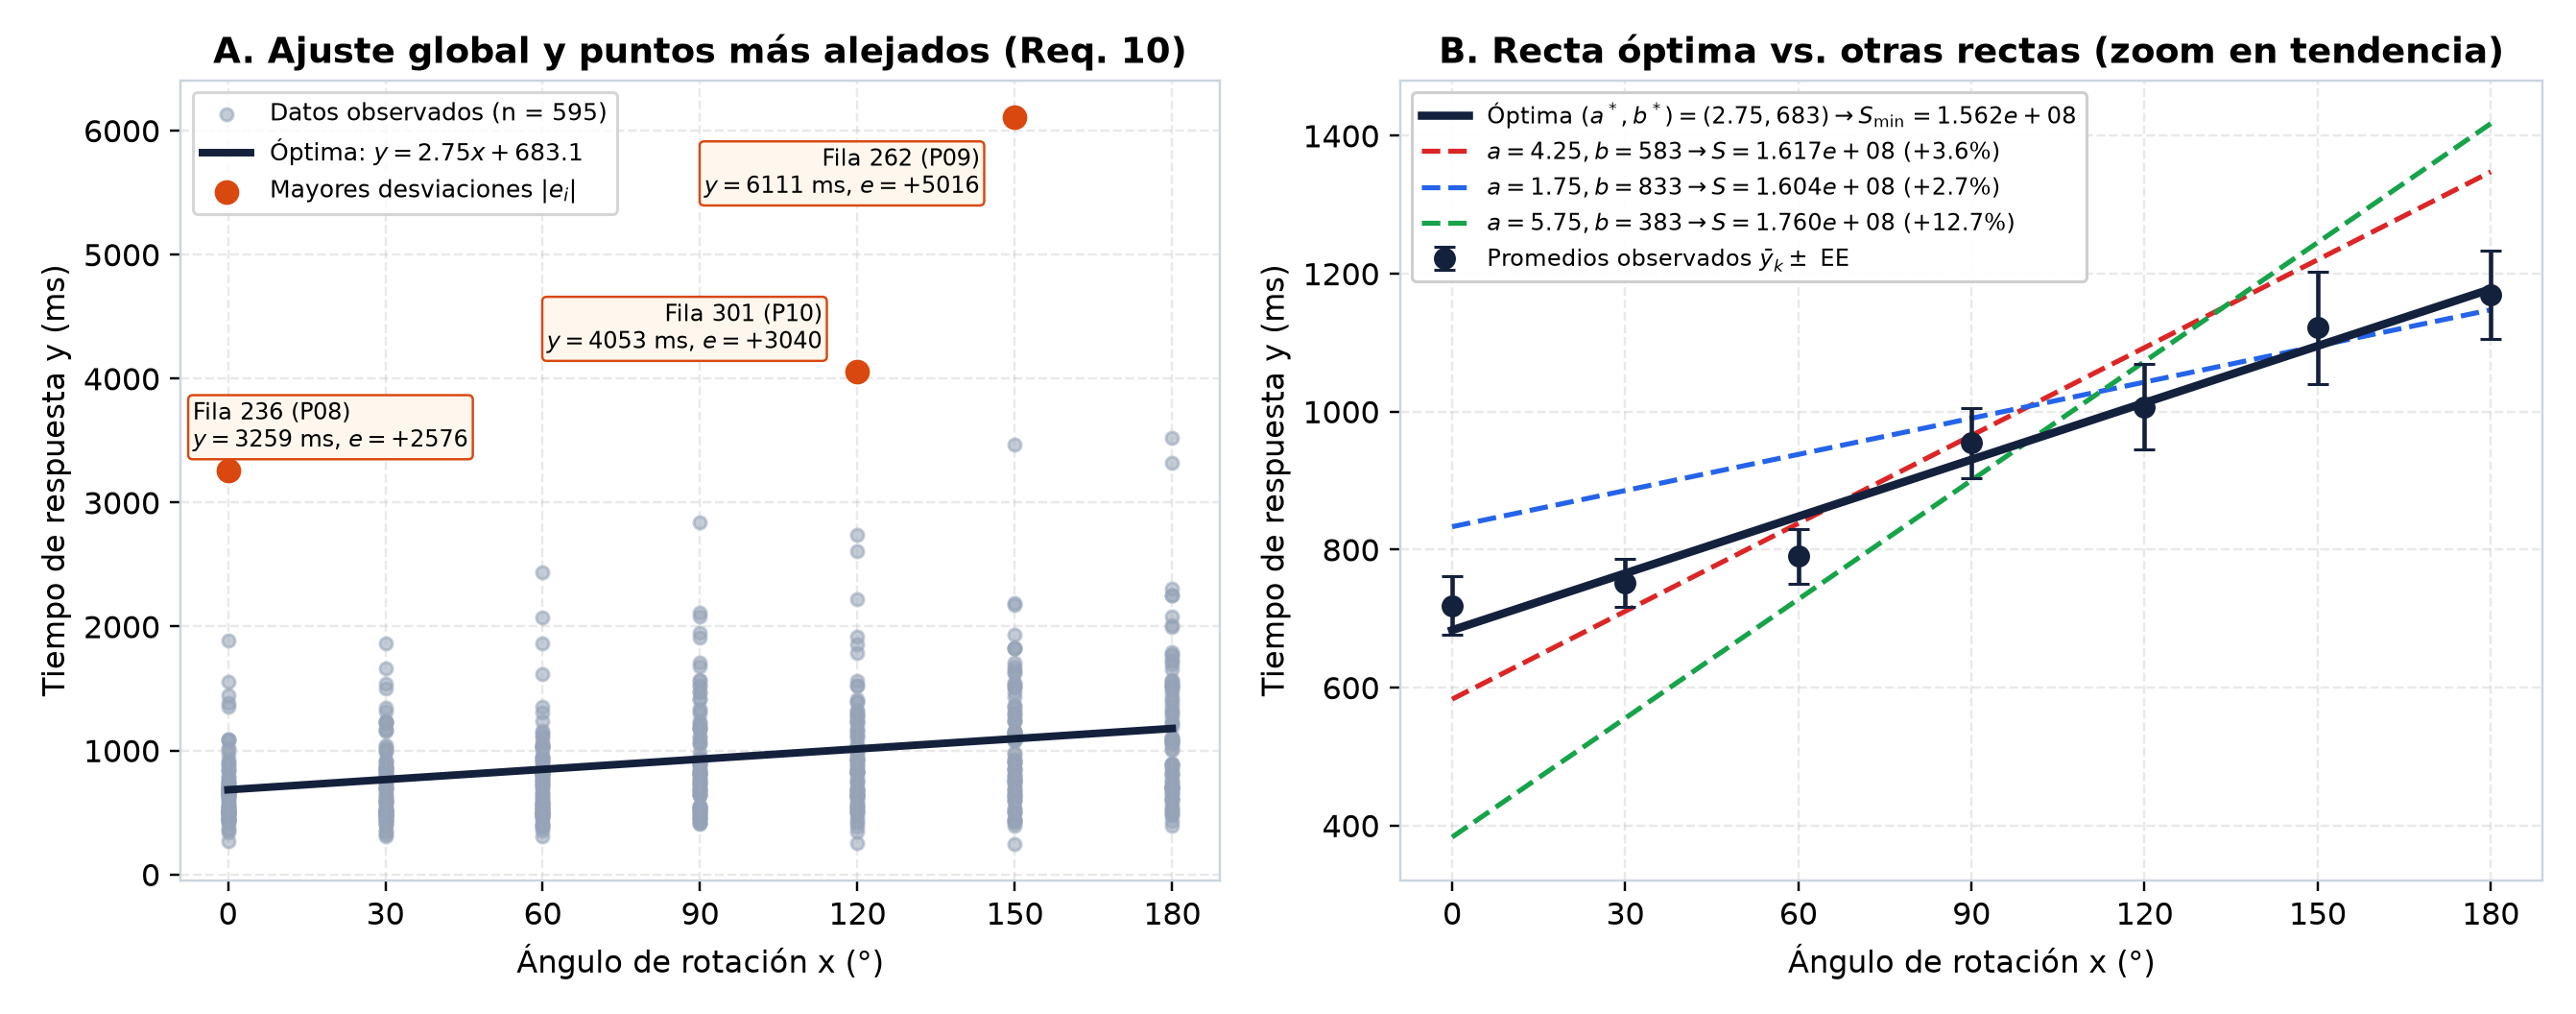 A. Ajuste global y puntos más alejados (Req. 10)
Tiempo de respuesta y (ms)
6000
5000
4000
3000
2000
1000
0
Datos observados (n = 595)
Óptima: y = 2.75x + 683.1
Mayores desviaciones |e_i|
Fila 262 (P09)
y = 6111 ms, e = +5016
Fila 301 (P10)
y = 4053 ms, e = +3040
Fila 236 (P08)
y = 3259 ms, e = +2576
0 30 60 90 120 150 180
Ángulo de rotación x (°)
B. Recta óptima vs. otras rectas (zoom en tendencia)
Tiempo de respuesta y (ms)
1400
1200
1000
800
600
400
Óptima (a*, b*) = (2.75, 683) → S_min = 1.562e + 08
a = 4.25, b = 583 → S = 1.617e + 08 (+3.6%)
a = 1.75, b = 833 → S = 1.604e + 08 (+2.7%)
a = 5.75, b = 383 → S = 1.760e + 08 (+12.7%)
Promedios observados ȳ_k ± EE
0 30 60 90 120 150 180
Ángulo de rotación x (°)